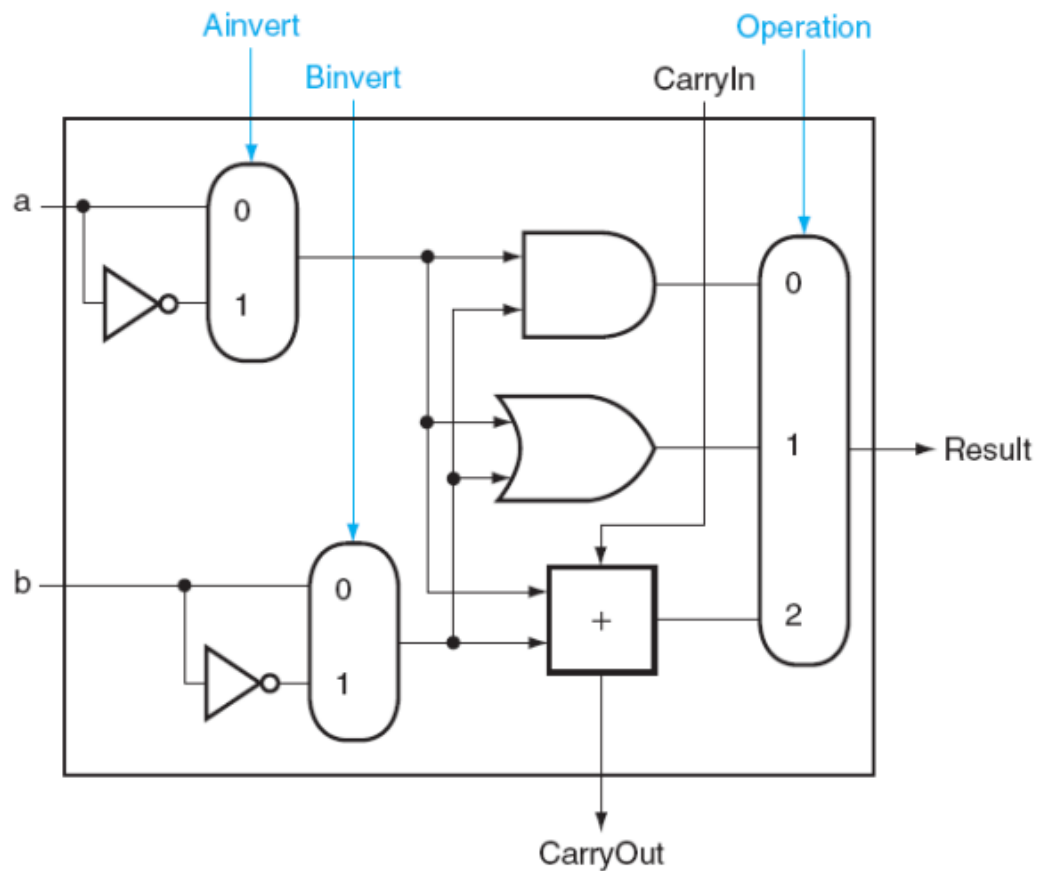 Ainvert
Operation
Binvert
CarryIn
a
0
1
0
1
Result
b
0
1
+
2
CarryOut